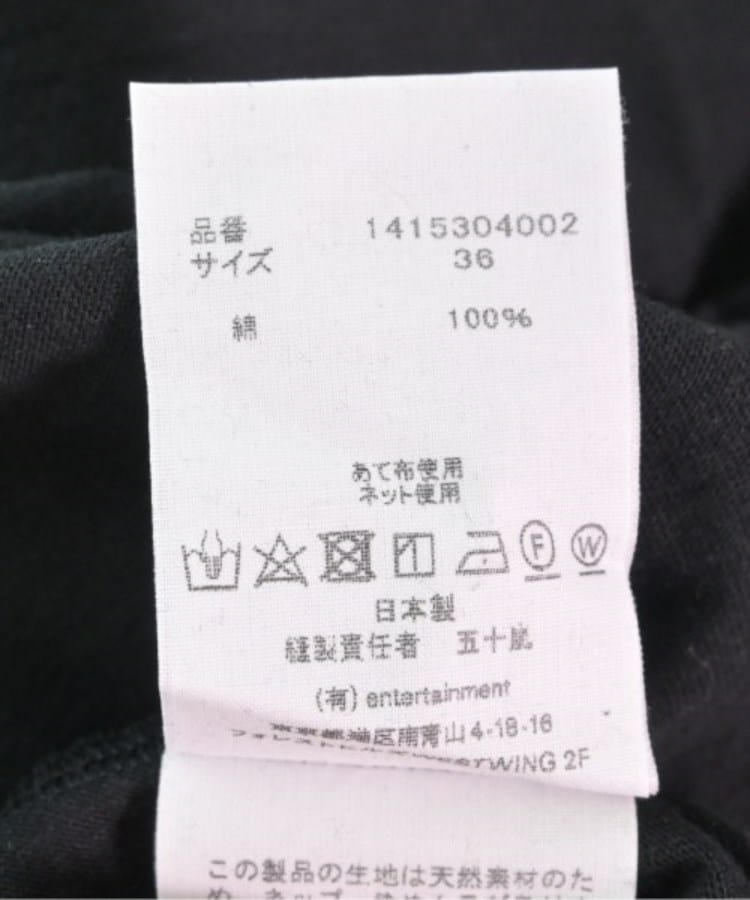 品番 1415304002
サイズ 36
綿 100%
あて布使用
ネット使用
F W
日本製
縫製責任者 五十嵐
(有) entertainment
東京都港区南青山4-18-16
WING 2F
この製品の生地は天然素材のた